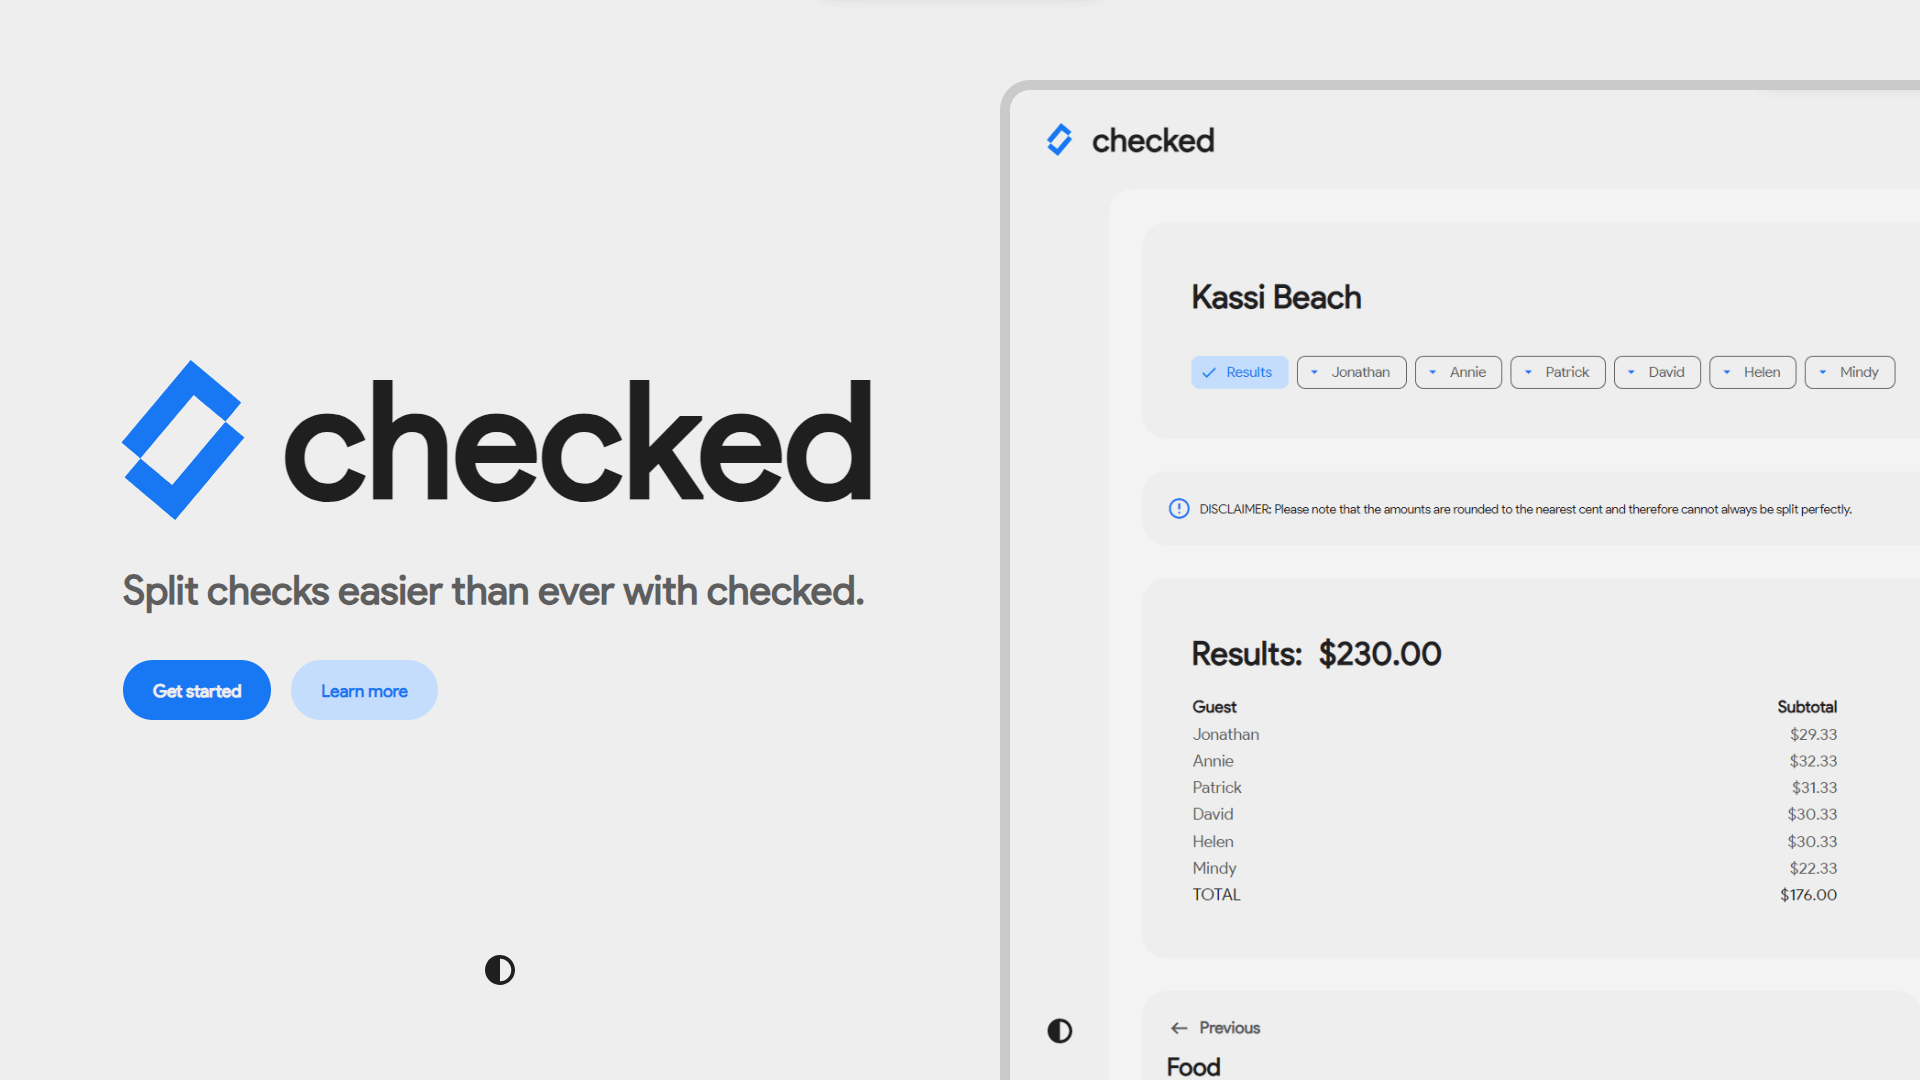 checked
Split checks easier than ever with checked.
Get started
Learn more
checked
Kassi Beach
Results
Jonathan
Annie
Patrick
David
Helen
Mindy
DISCLAIMER: Please note that the amounts are rounded to the nearest cent and therefore cannot always be split perfectly.
Results: $230.00
Guest Subtotal
Jonathan $29.33
Annie $32.33
Patrick $31.33
David $30.33
Helen $30.33
Mindy $22.33
TOTAL $176.00
Previous
Food